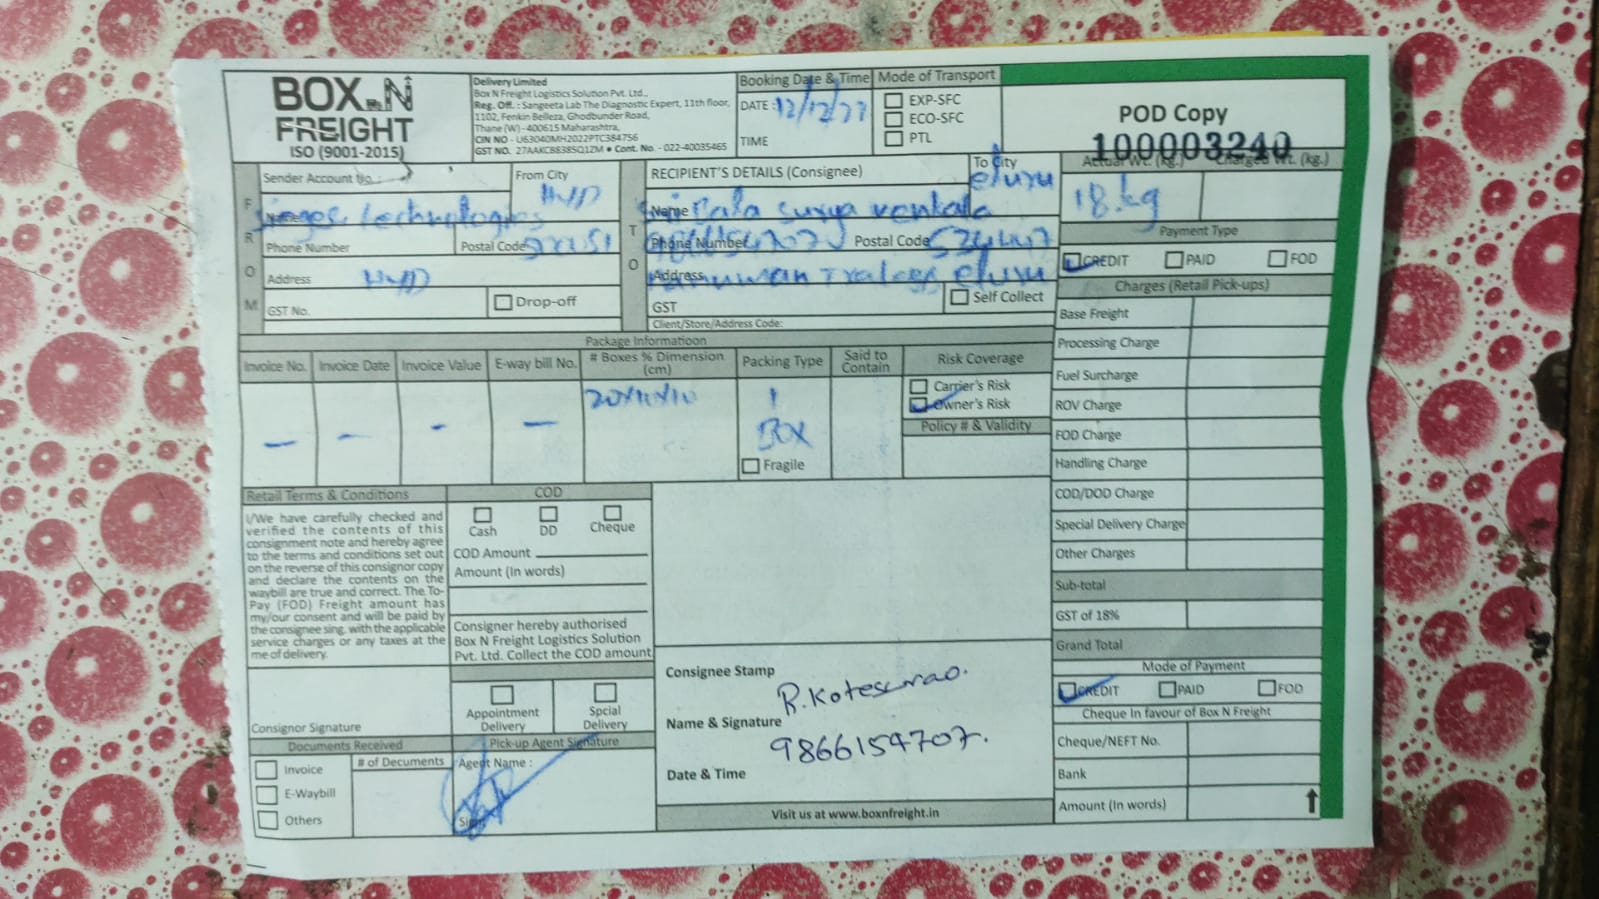 BOX N
FREIGHT
ISO (9001-2015)
Delivery Limited
Box N Freight Logistics Solution Pvt. Ltd.,
Reg. Off. : Sangeeta Lab The Diagnostic Expert, 11th floor,
1102, Fenkin Belleza, Ghodbunder Road,
Thane (W) - 400615 Maharashtra,
CIN NO - U63040MH2022PTC384756
GST NO. 27AAKCB8385Q1ZM • Cont. No. - 022-40035465
Booking Date & Time
DATE : 12/12/
TIME
Mode of Transport
EXP-SFC
ECO-SFC
PTL
POD Copy
100003240
FROM
Sender Account No. :
From City
HYD
Name
technologies
Phone Number
Postal Code
Address
HYD
GST No.
Drop-off
TO
RECIPIENT'S DETAILS (Consignee)
To City
eluru
Name Sri Bala surya venkata
Phone Number
Postal Code
Address
Hanuman eluru
GST
Self Collect
Client/Store/Address Code:
Actual Wt. (kg.)
18.kg
Charged Wt. (kg.)
Payment Type
CREDIT
PAID
FOD
Charges (Retail Pick-ups)
Base Freight
Processing Charge
Fuel Surcharge
ROV Charge
FOD Charge
Handling Charge
COD/DOD Charge
Special Delivery Charge
Other Charges
Sub-total
GST of 18%
Grand Total
Package Informatioon
Invoice No.
Invoice Date
Invoice Value
E-way bill No.
# Boxes % Dimension (cm)
Packing Type
1
BOX
Fragile
Said to Contain
Risk Coverage
Carrier's Risk
Owner's Risk
Policy # & Validity
Retail Terms & Conditions
I/We have carefully checked and
verified the contents of this
consignment note and hereby agree
to the terms and conditions set out
on the reverse of this consignor copy
and declare the contents on the
waybill are true and correct. The To-
Pay (FOD) Freight amount has
my/our consent and will be paid by
the consignee sing. with the applicable
service charges or any taxes at the
me of delivery.
Consignor Signature
COD
Cash
DD
Cheque
COD Amount
Amount (In words)
Consigner hereby authorised
Box N Freight Logistics Solution
Pvt. Ltd. Collect the COD amount
Appointment Delivery
Spcial Delivery
Documents Received
Invoice
E-Waybill
Others
# of Documents
Pick-up Agent Signature
Agent Name :
Sign
Consignee Stamp
R.Kotesurao.
Name & Signature
9866154707.
Date & Time
Visit us at www.boxnfreight.in
Mode of Payment
CREDIT
PAID
FOD
Cheque In favour of Box N Freight
Cheque/NEFT No.
Bank
Amount (In words)